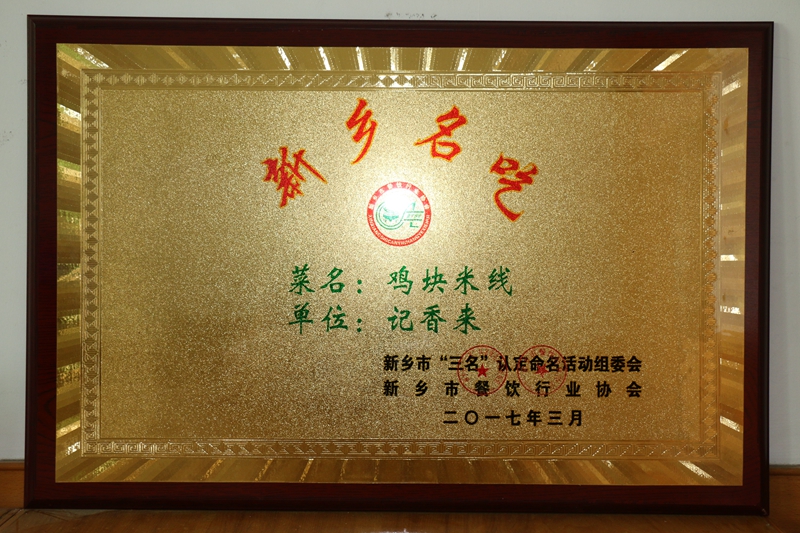 新乡名吃
菜名：鸡块米线
单位：记香来
新乡市“三名”认定命名活动组委会
新乡市餐饮行业协会
二〇一七年三月